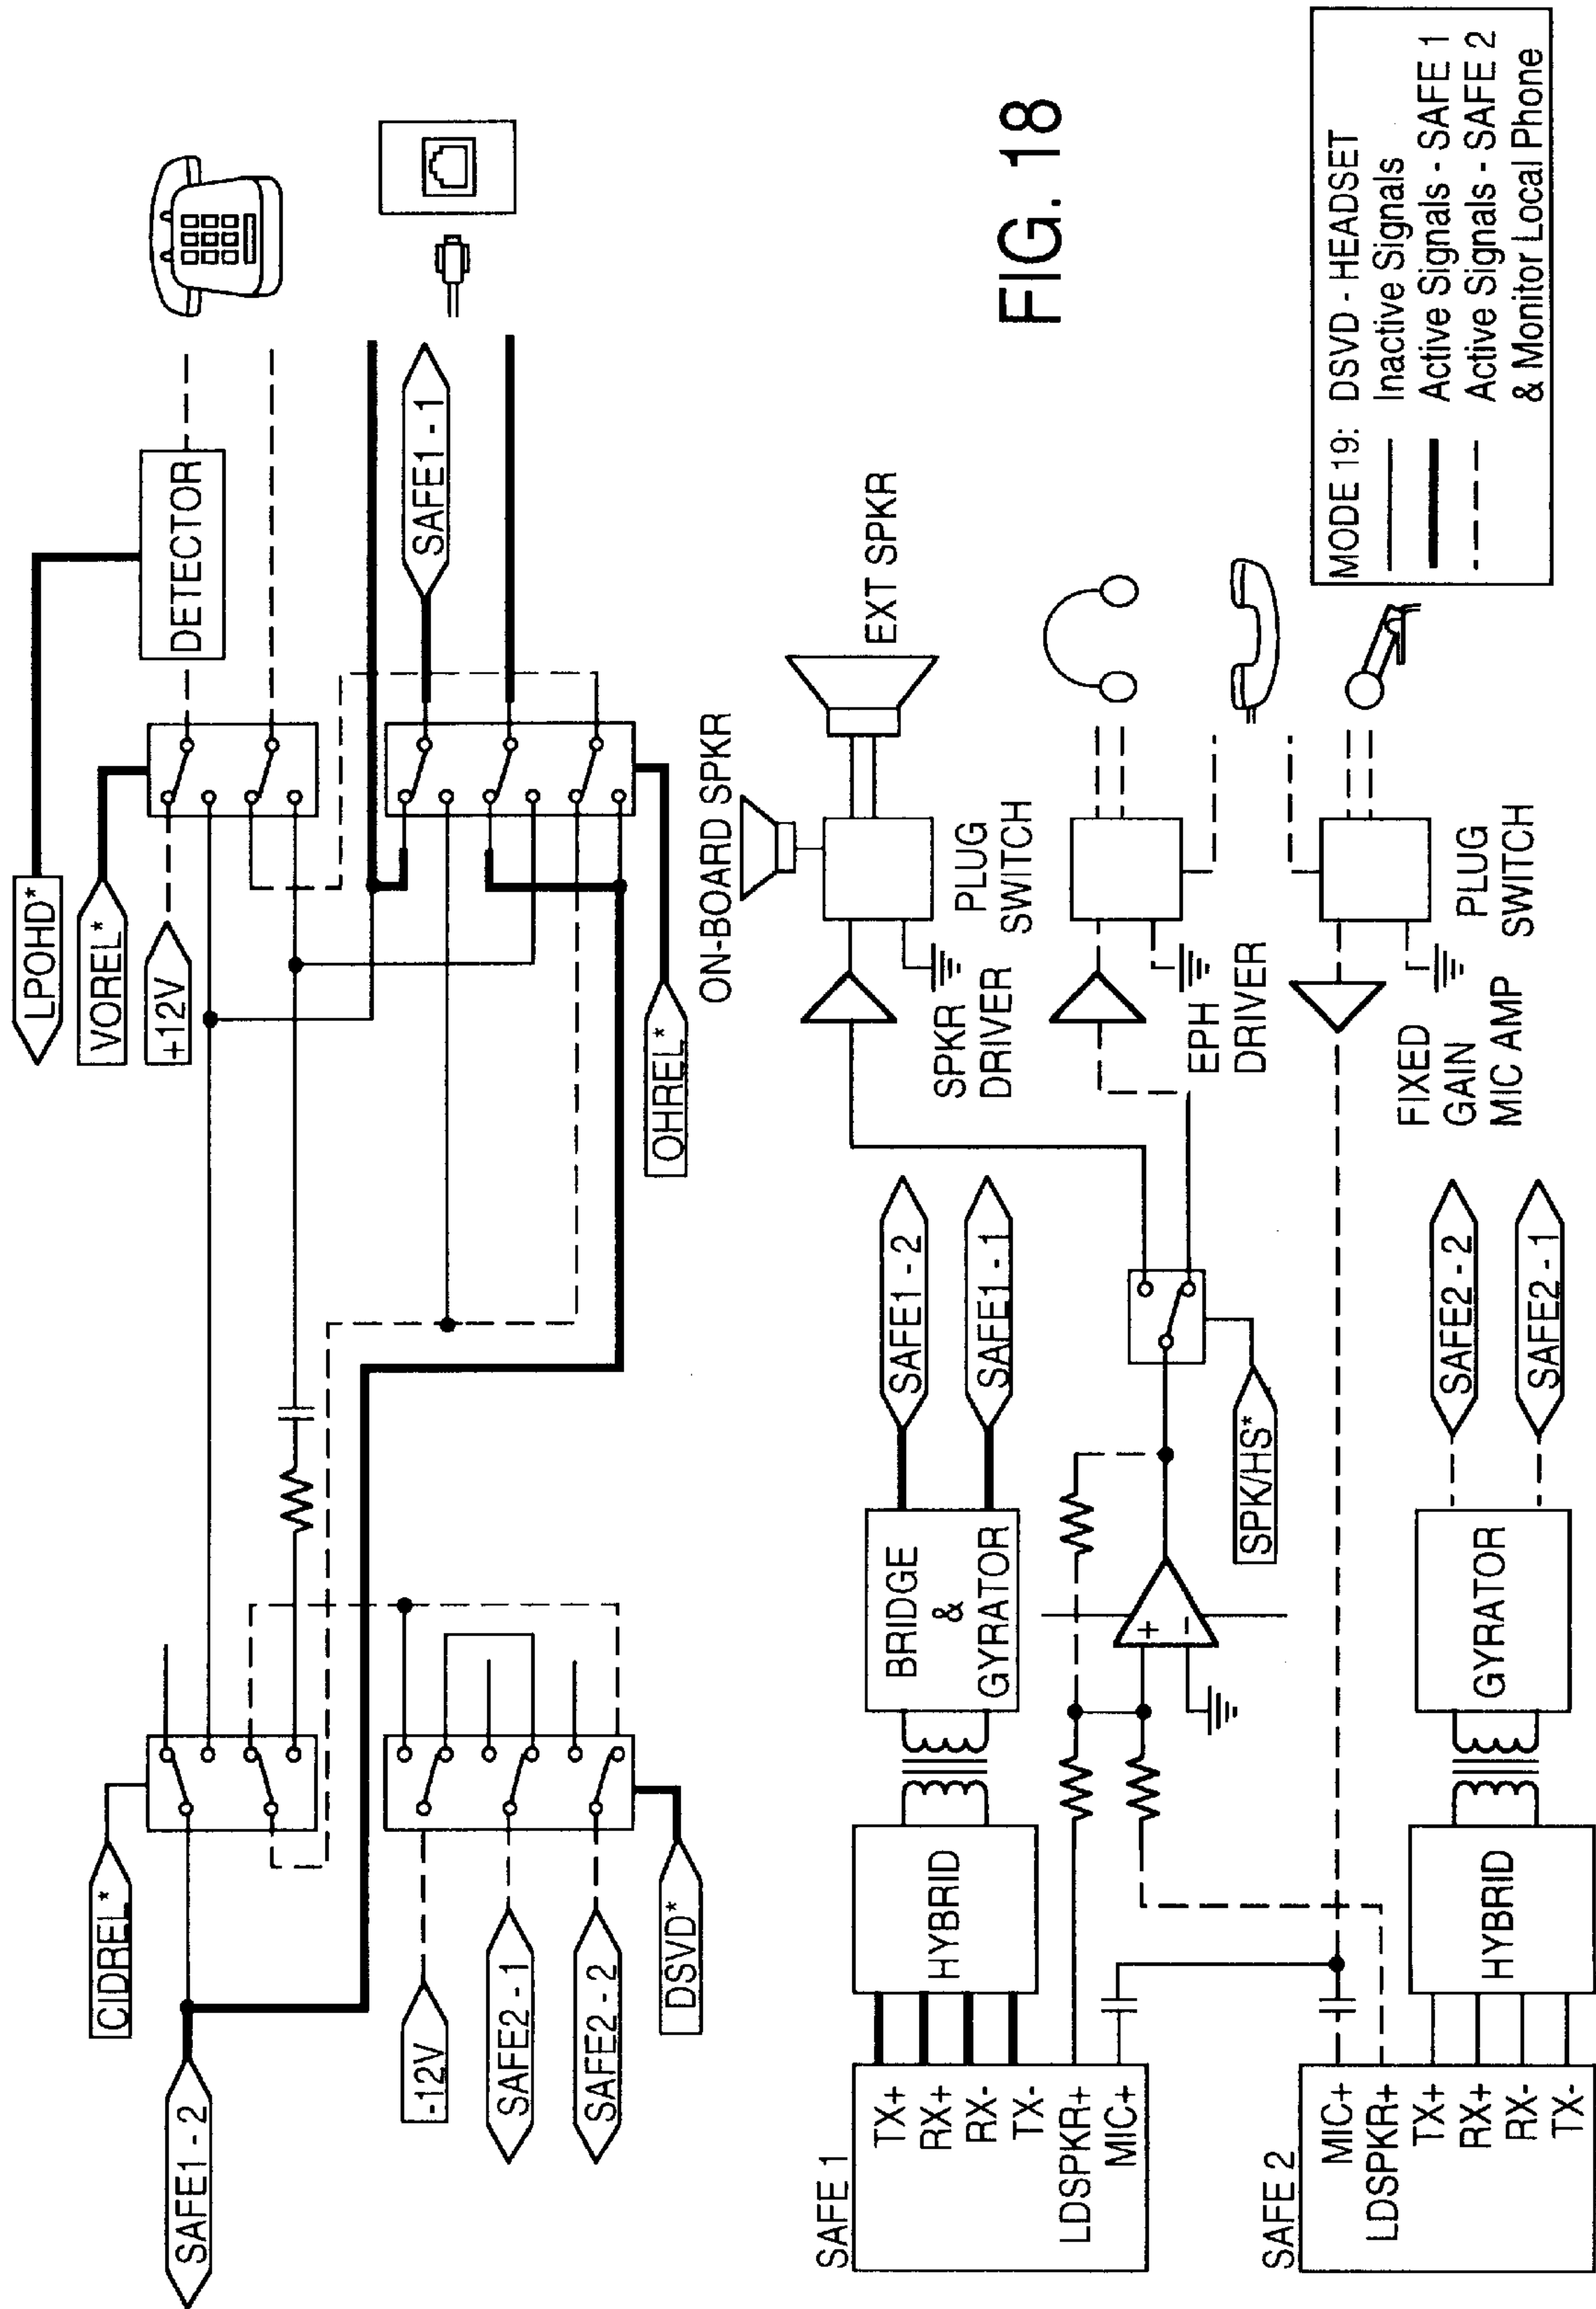 LPOHD*
VOREL*
+12V
DETECTOR
CIDREL*
SAFE1 - 2
-12V
SAFE2 - 1
SAFE2 - 2
DSVD*
SAFE1 - 1
OHREL*
FIG. 18
ON-BOARD SPKR
EXT SPKR
SPKR
DRIVER
PLUG
SWITCH
EPH
DRIVER
FIXED
GAIN
MIC AMP
PLUG
SWITCH
SAFE 1
TX+
RX+
RX-
TX-
LDSPKR+
MIC+
HYBRID
BRIDGE
&
GYRATOR
SAFE1 - 2
SAFE1 - 1
+
-
SPK/HS*
SAFE 2
MIC+
LDSPKR+
TX+
RX+
RX-
TX-
HYBRID
GYRATOR
SAFE2 - 2
SAFE2 - 1
MODE 19: DSVD - HEADSET
Inactive Signals
Active Signals - SAFE 1
Active Signals - SAFE 2
& Monitor Local Phone